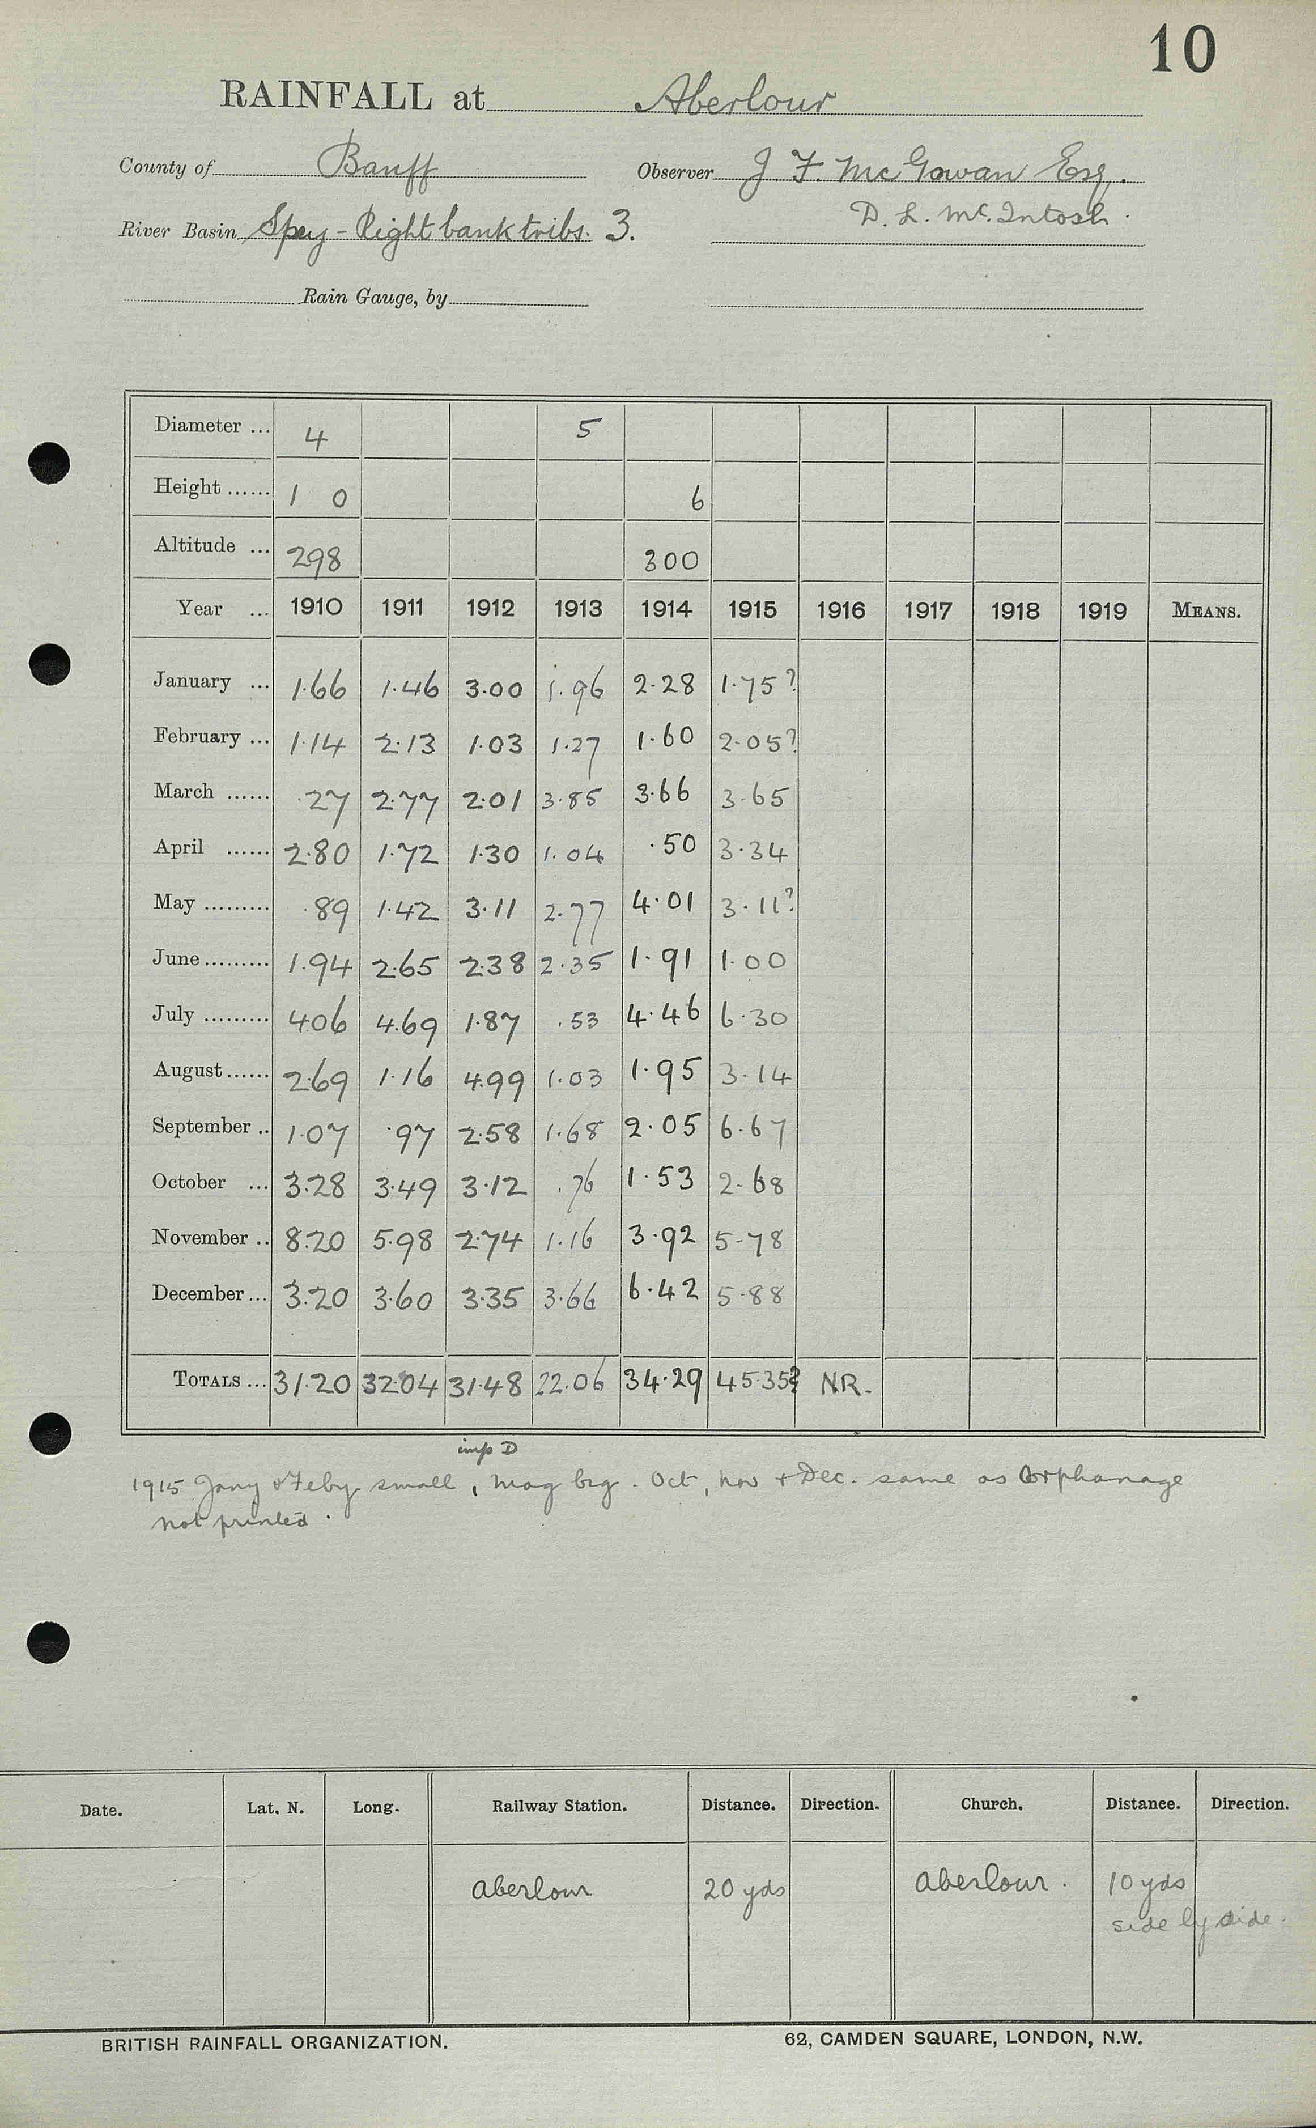 10
RAINFALL at Aberlour
County of Banff Observer J F. McGowan Esq.
D. L. McIntosh.
River Basin Spey - Right bank tribs. 3.
Rain Gauge, by
Diameter ... 4 5
Height ...... 1 0 6
Altitude ... 298 300
Year ... 1910 1911 1912 1913 1914 1915 1916 1917 1918 1919 MEANS.
January ... 1.66 1.46 3.00 1.96 2.28 1.75?
February ... 1.14 2.13 1.03 1.27 1.60 2.05?
March ...... .27 2.77 2.01 3.85 3.66 3.65
April ...... 2.80 1.72 1.30 1.04 .50 3.34
May ......... .89 1.42 3.11 2.77 4.01 3.11?
June ......... 1.94 2.65 2.38 2.35 1.91 1.00
July ......... 4.06 4.69 1.87 .53 4.46 6.30
August ...... 2.69 1.16 4.99 1.03 1.95 3.14
September .. 1.07 .97 2.58 1.68 2.05 6.67
October ... 3.28 3.49 3.12 .76 1.53 2.68
November .. 8.20 5.98 2.74 1.16 3.92 5.78
December ... 3.20 3.60 3.35 3.66 6.42 5.88
TOTALS ... 31.20 32.04 31.48 22.06 34.29 45.35? NR.
imp D
1915 Jany & Feby small, May big. Oct, Nov & Dec. same as Orphanage
not printed.
Date. Lat. N. Long. Railway Station. Distance. Direction. Church. Distance. Direction.
Aberlour 20 yds Aberlour. 10 yds
side by side.
BRITISH RAINFALL ORGANIZATION. 62, CAMDEN SQUARE, LONDON, N.W.